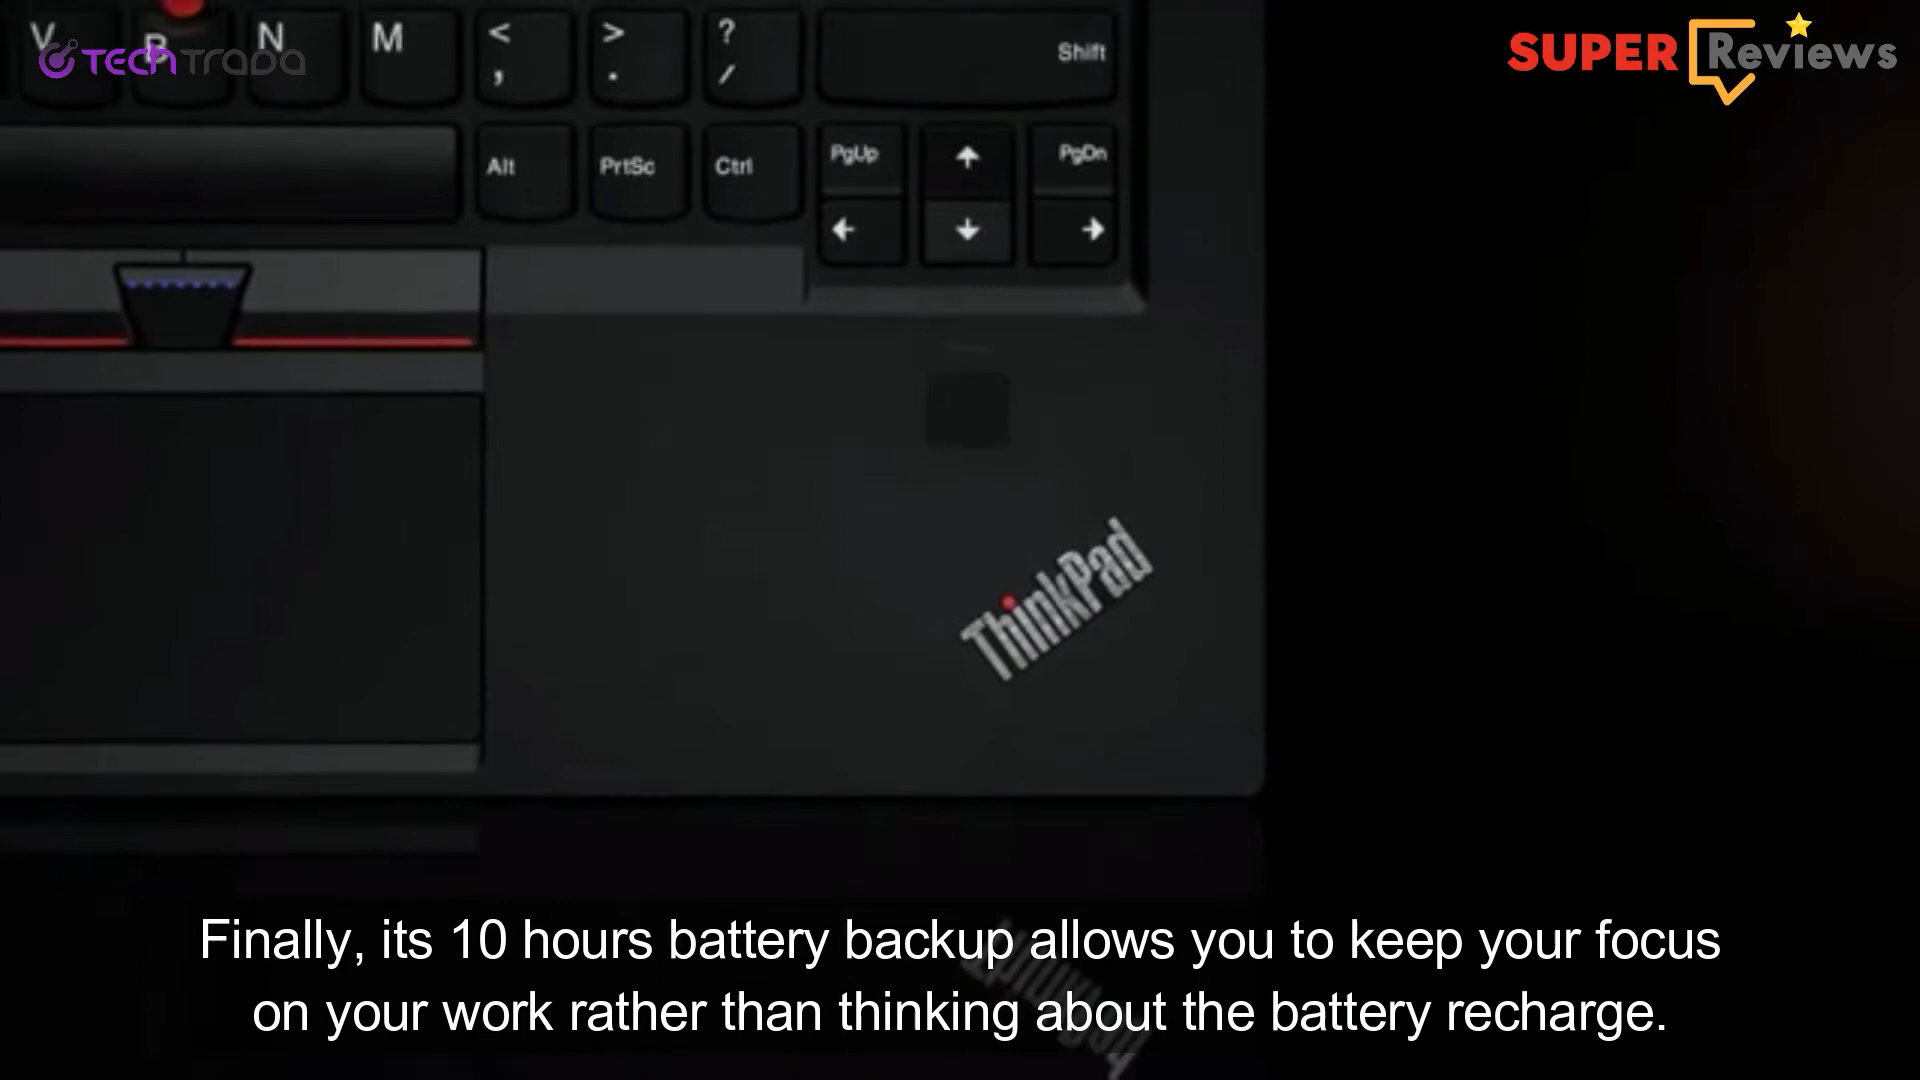 V B N M < > ?
, . / Shift
TECHTRADA
SUPER Reviews
Alt PrtSc Ctrl PgUp PgDn
ThinkPad
Finally, its 10 hours battery backup allows you to keep your focus
on your work rather than thinking about the battery recharge.